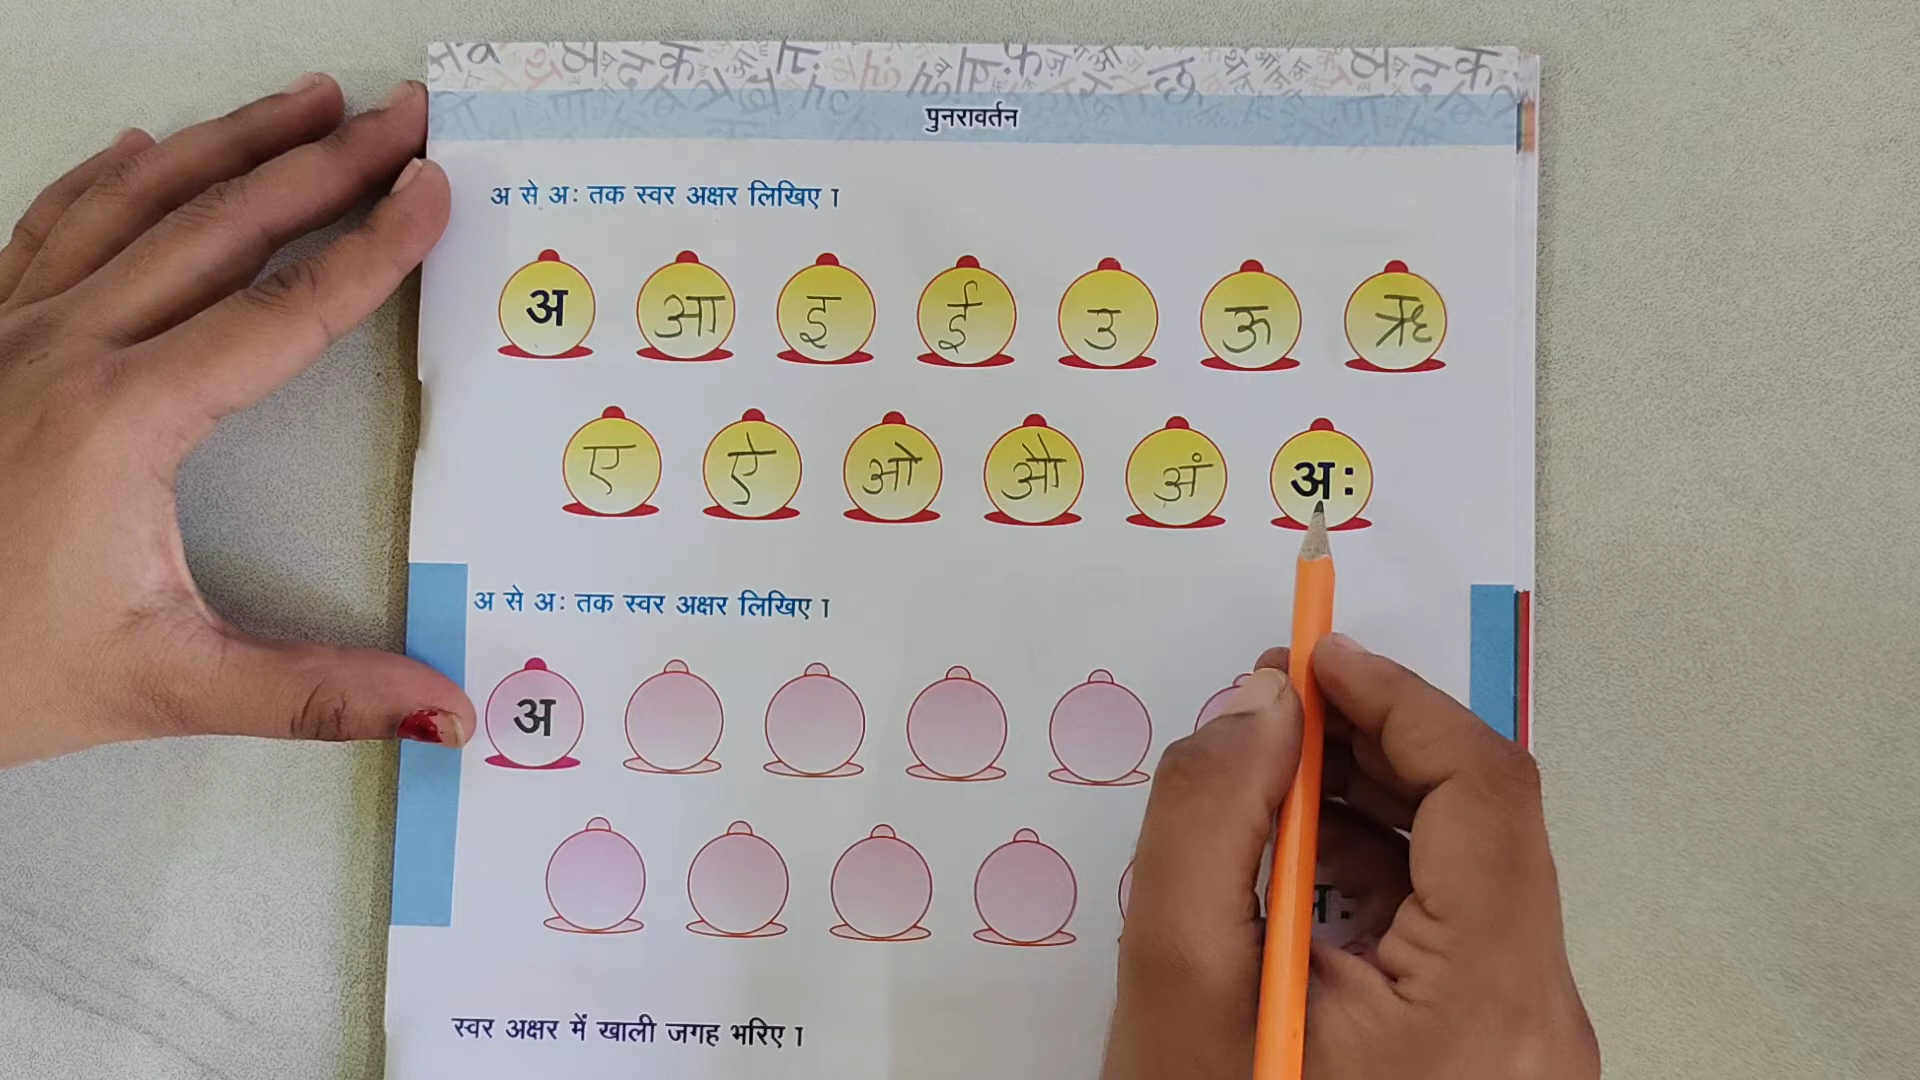 पुनरावर्तन
अ से अः तक स्वर अक्षर लिखिए ।
अ आ इ ई उ ऊ ऋ
ए ऐ ओ औ अं अः
अ से अः तक स्वर अक्षर लिखिए ।
अ
अः
स्वर अक्षर में खाली जगह भरिए ।